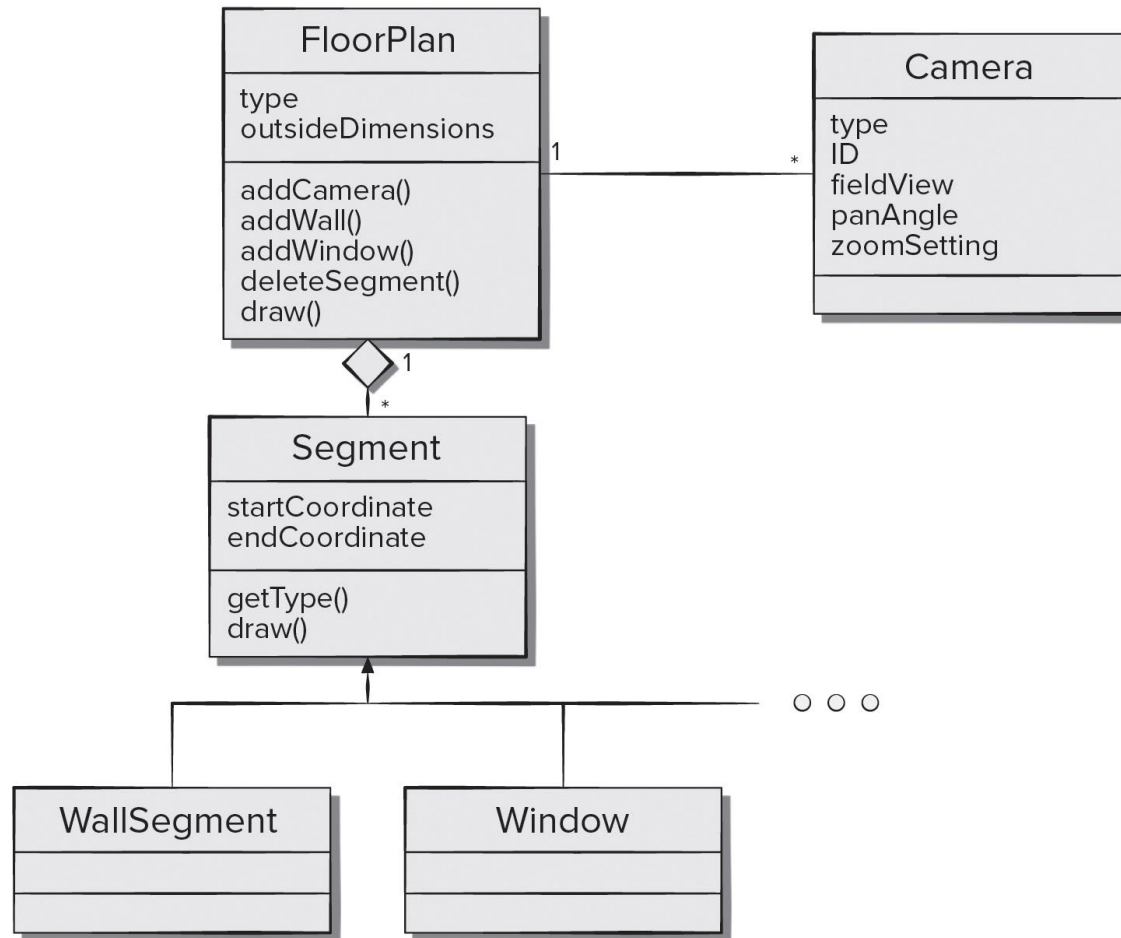 FloorPlan
type
outsideDimensions
addCamera()
addWall()
addWindow()
deleteSegment()
draw()
1
*
Camera
type
ID
fieldView
panAngle
zoomSetting
1
*
Segment
startCoordinate
endCoordinate
getType()
draw()
WallSegment
Window